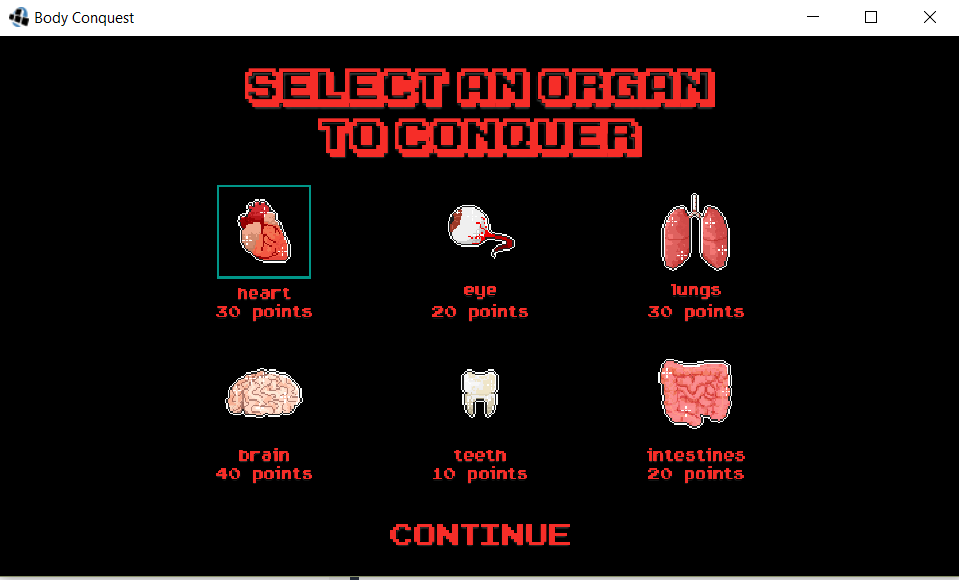 Body Conquest
SELECT AN ORGAN
TO CONQUER
heart
30 points
eye
20 points
lungs
30 points
brain
40 points
teeth
10 points
intestines
20 points
CONTINUE